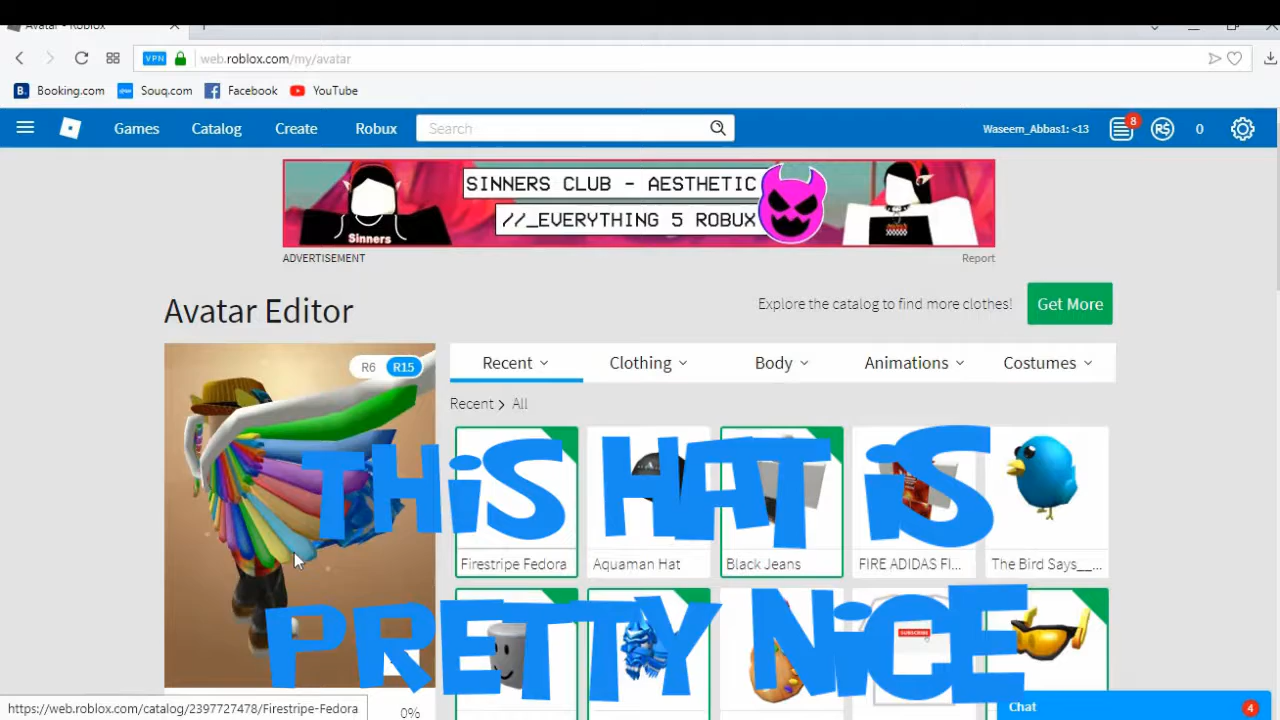 Avatar - Roblox
VPN web.roblox.com/my/avatar
B. Booking.com Souq.com Facebook YouTube
Games Catalog Create Robux Search Waseem_Abbas1: <13 8 R$ 0
SINNERS CLUB - AESTHETIC
//_EVERYTHING 5 ROBUX
Sinners
ADVERTISEMENT Report
Avatar Editor
Explore the catalog to find more clothes! Get More
R6 R15
Recent Clothing Body Animations Costumes
Recent > All
THiS HAT iS
Firestripe Fedora Aquaman Hat Black Jeans FIRE ADIDAS FI... The Bird Says__...
PRETTY NiCE
SUBSCRIBE
https://web.roblox.com/catalog/2397727478/Firestripe-Fedora
0%
Chat 4